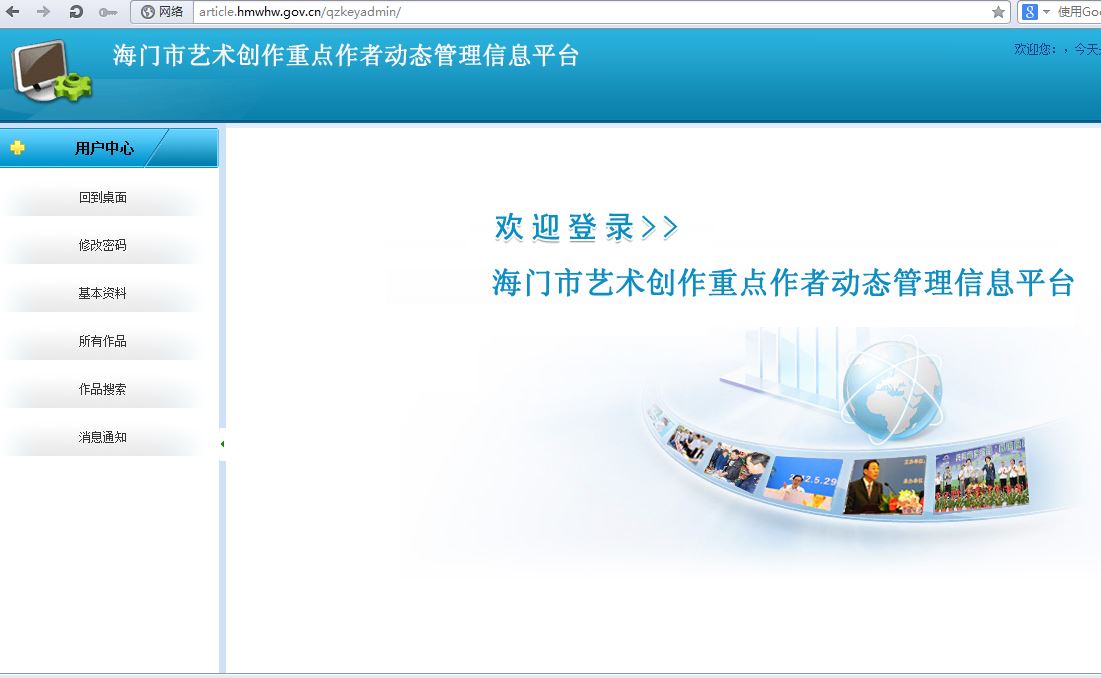 网络 article.hmwhw.gov.cn/qzkeyadmin/ 8 使用Goo
海门市艺术创作重点作者动态管理信息平台
欢迎您：，今天
用户中心
回到桌面
修改密码
基本资料
所有作品
作品搜索
消息通知
欢迎登录>>
海门市艺术创作重点作者动态管理信息平台
2.5.29